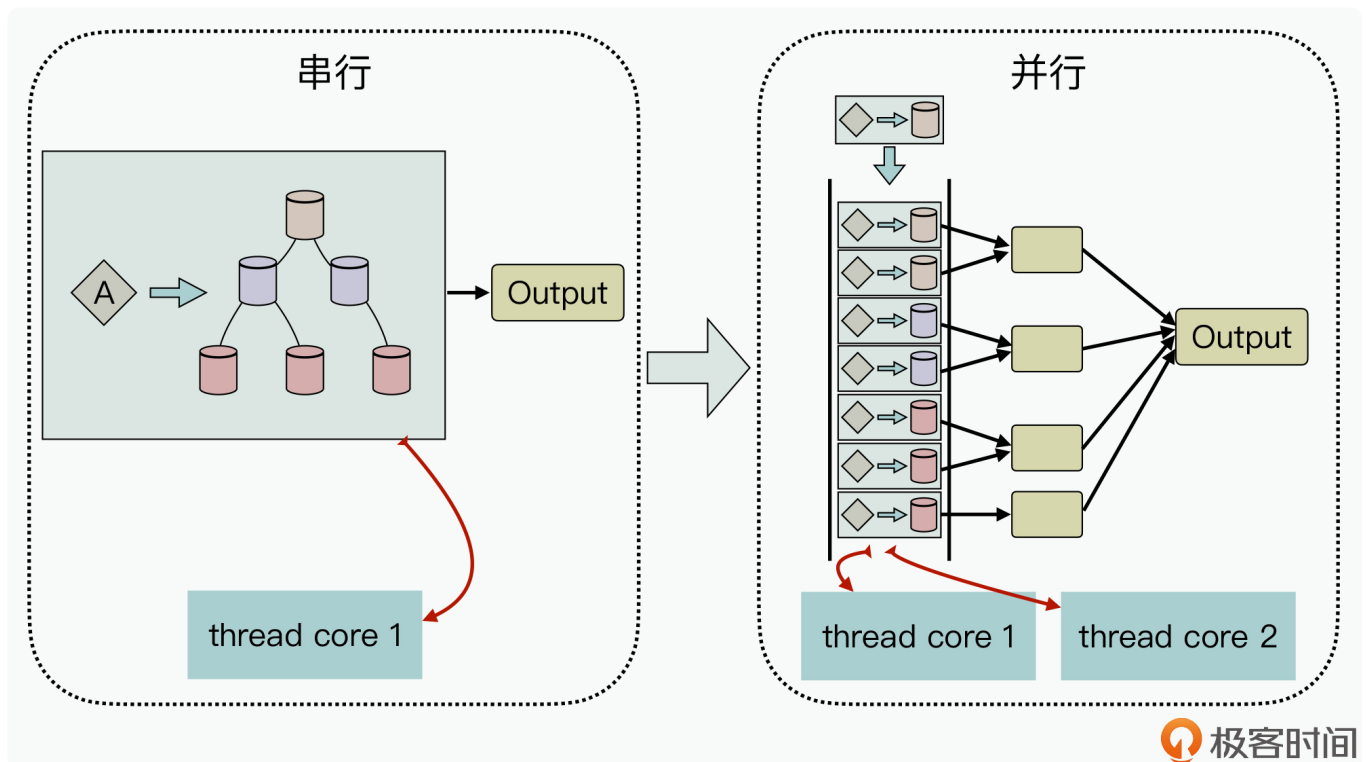 串行
A
Output
thread core 1
并行
Output
thread core 1
thread core 2
极客时间